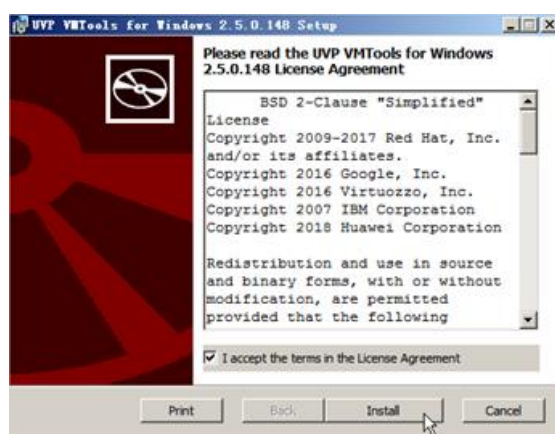 UVP VMTools for Windows 2.5.0.148 Setup
Please read the UVP VMTools for Windows
2.5.0.148 License Agreement
BSD 2-Clause "Simplified"
License
Copyright 2009-2017 Red Hat, Inc.
and/or its affiliates.
Copyright 2016 Google, Inc.
Copyright 2016 Virtuozzo, Inc.
Copyright 2007 IBM Corporation
Copyright 2018 Huawei Corporation
Redistribution and use in source
and binary forms, with or without
modification, are permitted
provided that the following
I accept the terms in the License Agreement
Print Back Install Cancel